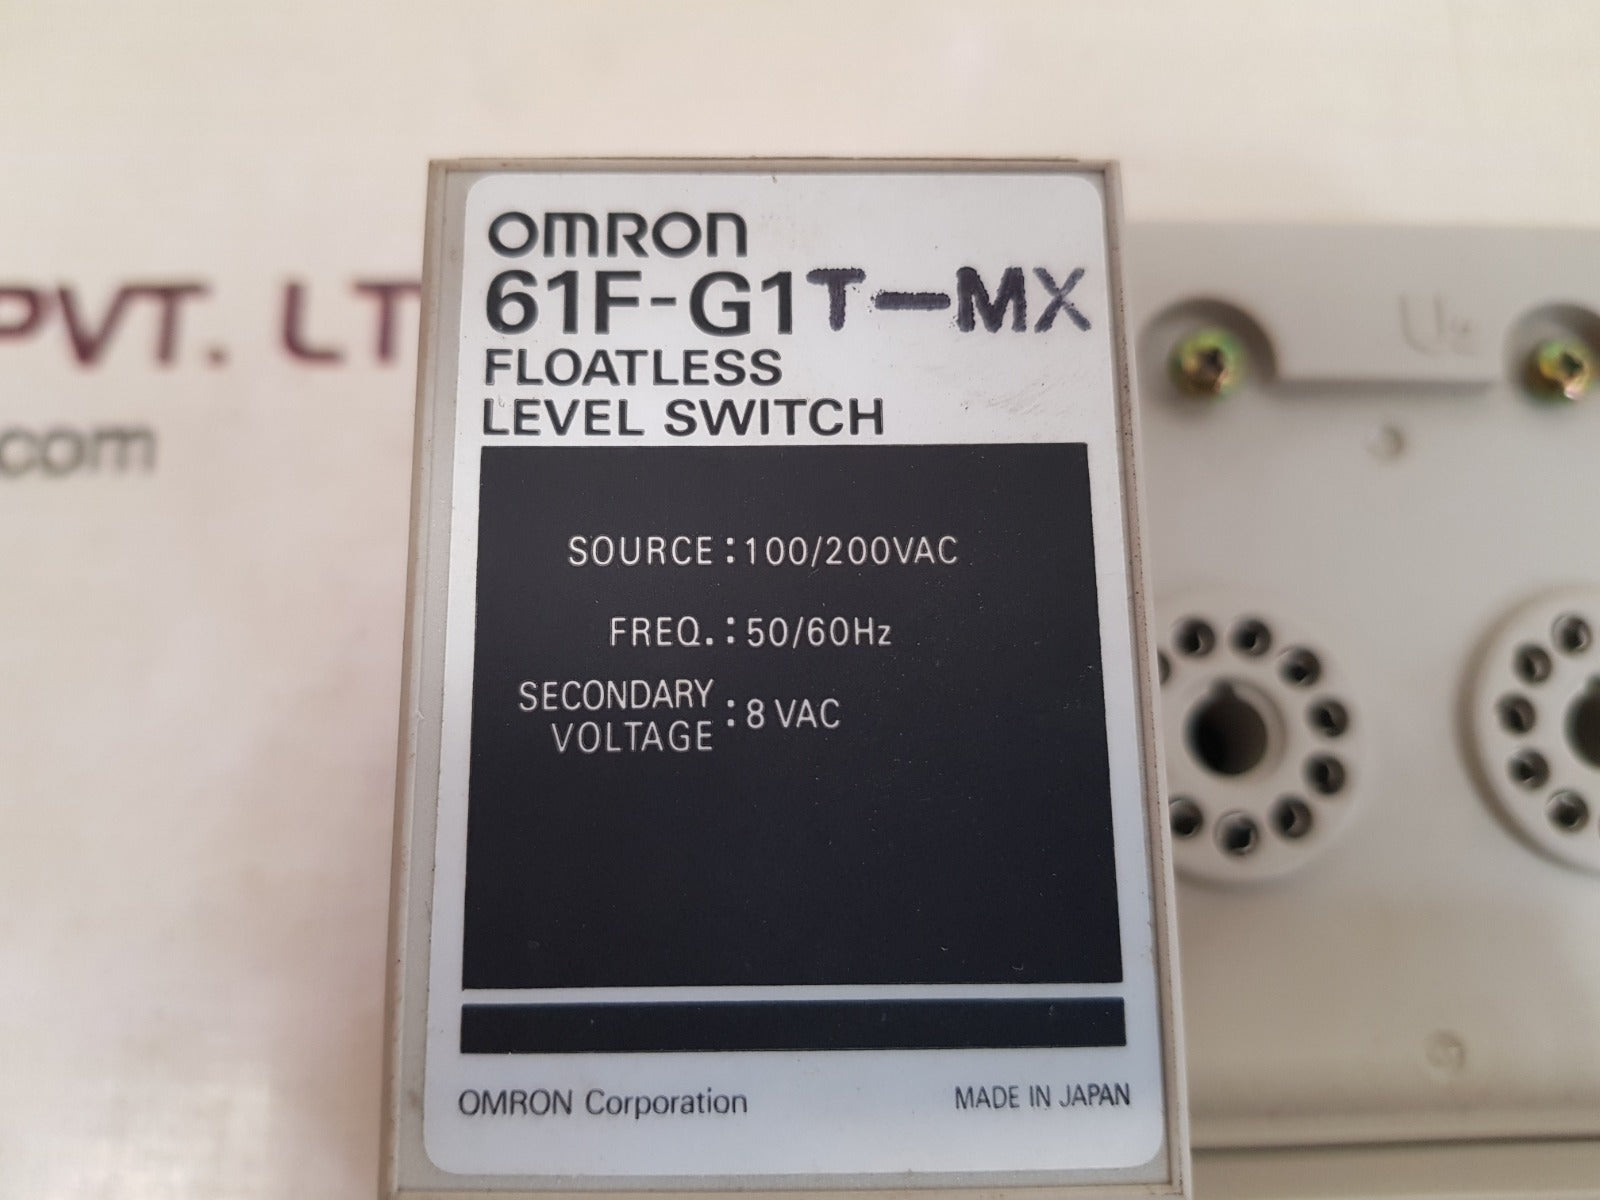 OMRON
61F-G1T-MX
FLOATLESS
LEVEL SWITCH
SOURCE:100/200VAC
FREQ.:50/60Hz
SECONDARY
VOLTAGE:8 VAC
OMRON Corporation
MADE IN JAPAN
PVT. LT
.com